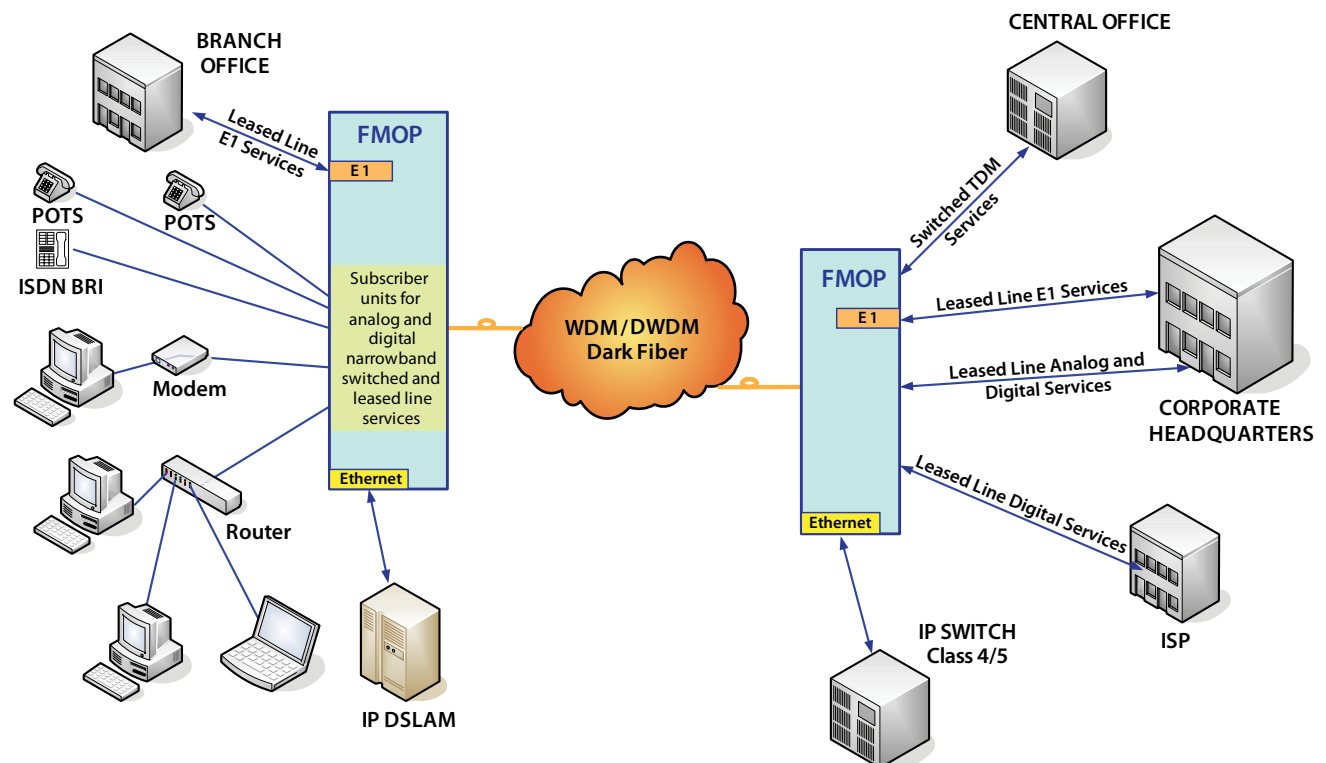 BRANCH
OFFICE
Leased Line
E1 Services
FMOP
E 1
POTS
POTS
ISDN BRI
Subscriber
units for
analog and
digital
narrowband
switched and
leased line
services
Modem
Router
Ethernet
IP DSLAM
WDM/DWDM
Dark Fiber
CENTRAL OFFICE
Switched TDM
Services
FMOP
E 1
Leased Line E1 Services
Leased Line Analog and
Digital Services
CORPORATE
HEADQUARTERS
Leased Line Digital Services
Ethernet
ISP
IP SWITCH
Class 4/5